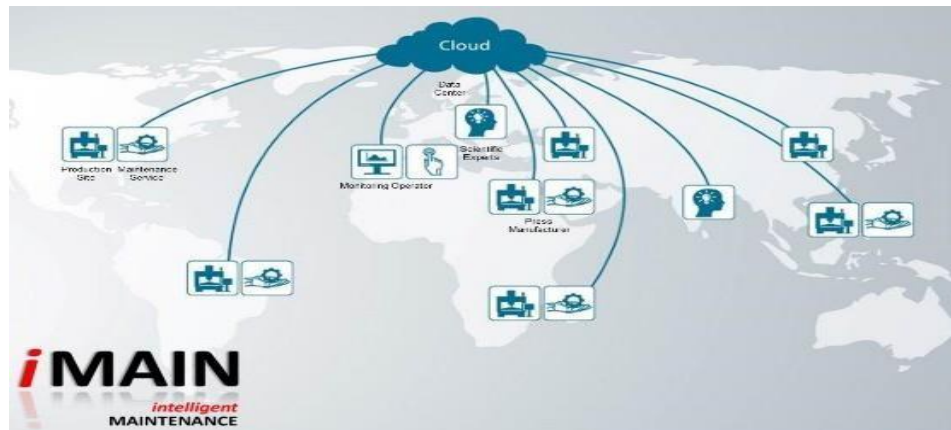 Cloud
Data
Center
Scientific
Experts
Production
Site
Maintenance
Service
Monitoring Operator
Press
Manufacturer
iMAIN
intelligent
MAINTENANCE